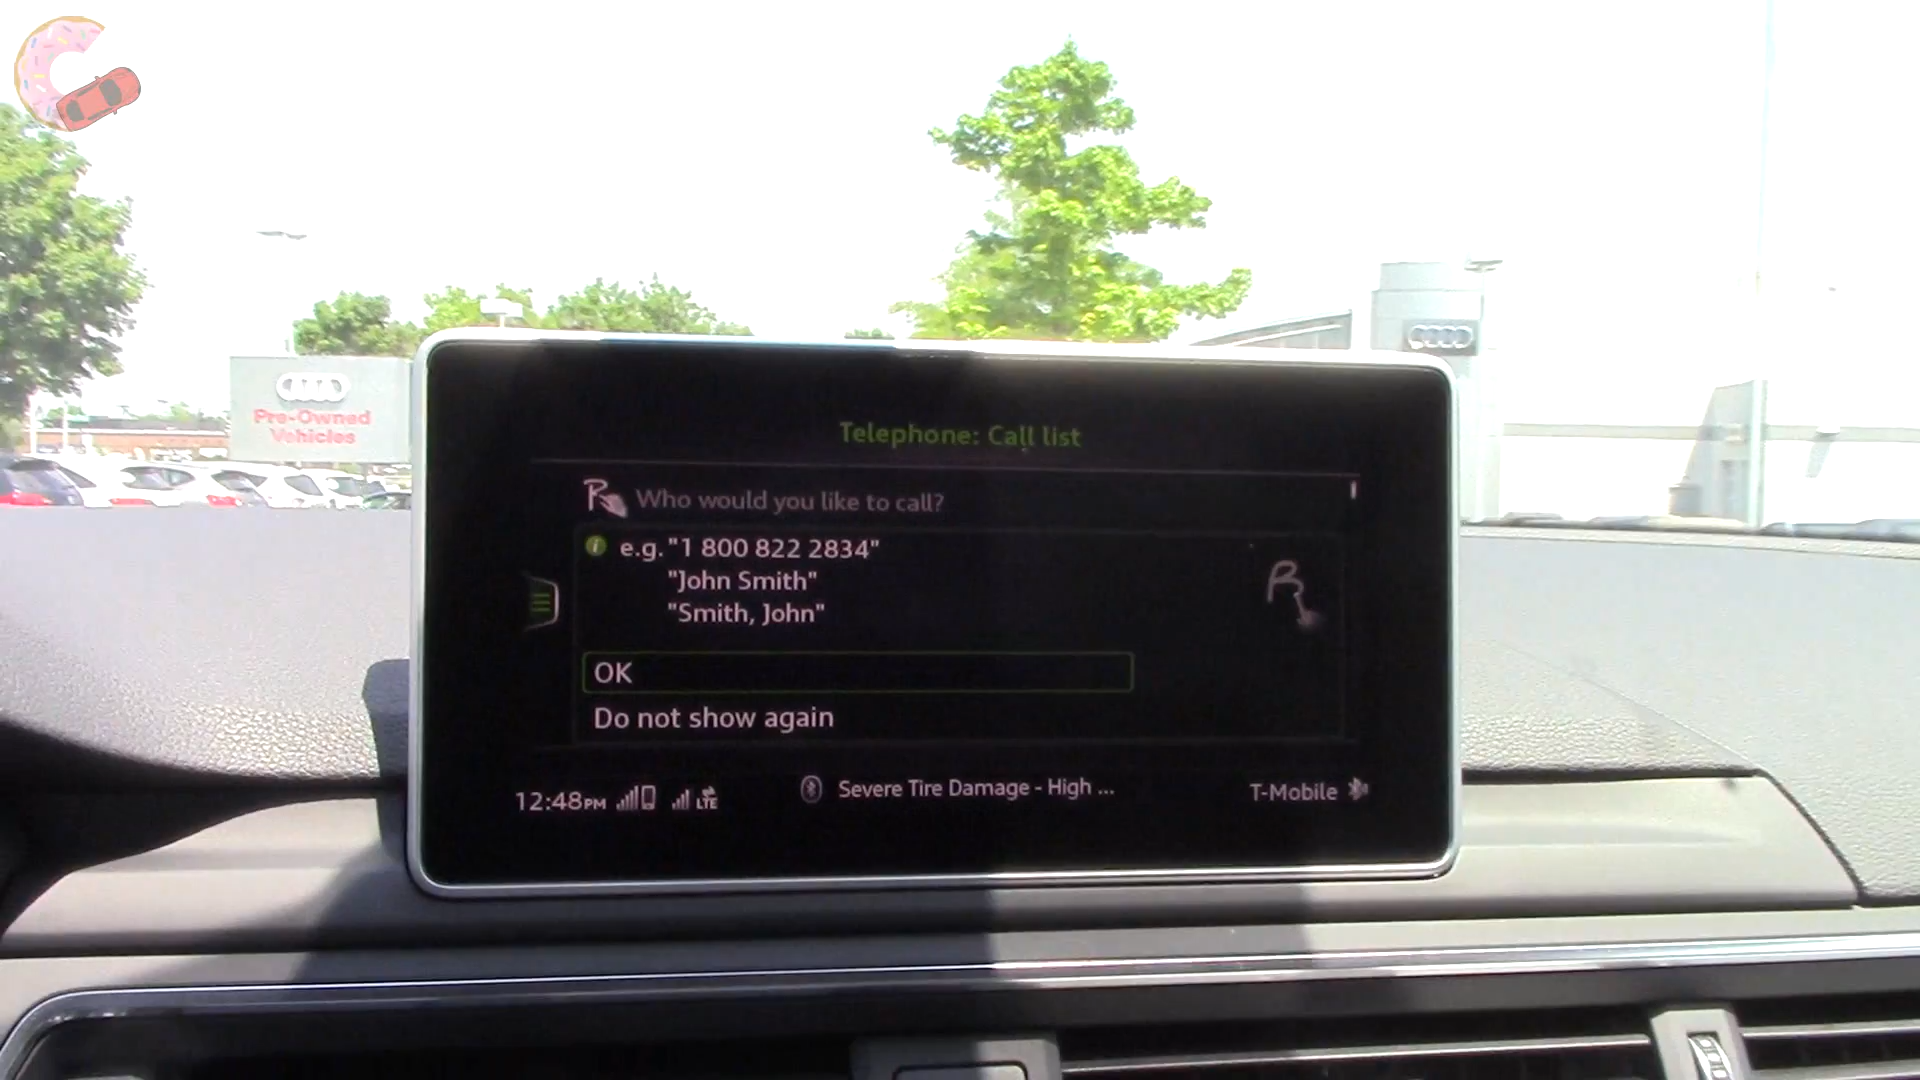 Pre-Owned
Vehicles
Telephone: Call list
Who would you like to call?
e.g. "1 800 822 2834"
"John Smith"
"Smith, John"
OK
Do not show again
12:48PM LTE Severe Tire Damage - High ... T-Mobile